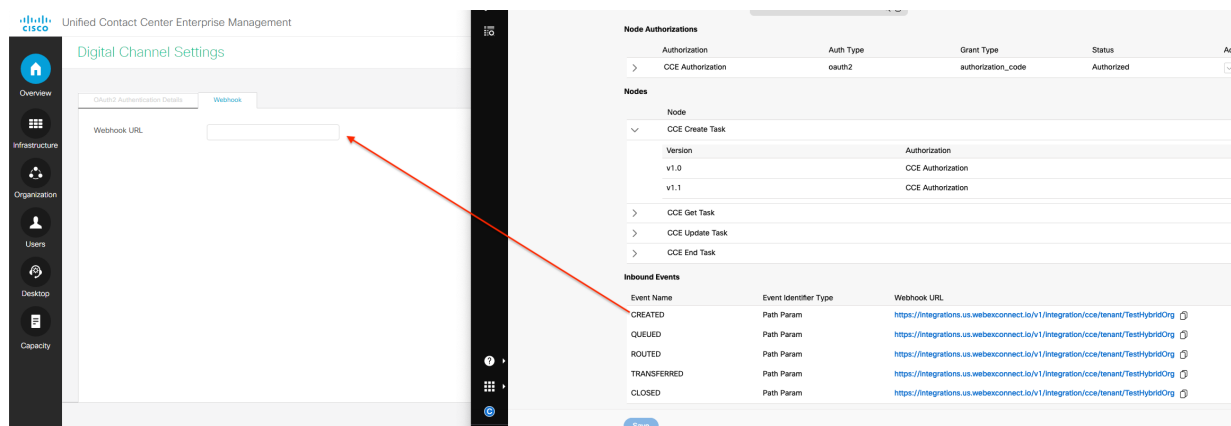 CISCO
Unified Contact Center Enterprise Management
Digital Channel Settings
Overview
Infrastructure
Organization
Users
Desktop
Capacity
OAuth2 Authentication Details
Webhook
Webhook URL
Node Authorizations
Authorization Auth Type Grant Type Status
CCE Authorization oauth2 authorization_code Authorized
Nodes
Node
CCE Create Task
Version Authorization
v1.0 CCE Authorization
v1.1 CCE Authorization
CCE Get Task
CCE Update Task
CCE End Task
Inbound Events
Event Name Event Identifier Type Webhook URL
CREATED Path Param https://integrations.us.webexconnect.io/v1/integration/cce/tenant/TestHybridOrg
QUEUED Path Param https://integrations.us.webexconnect.io/v1/integration/cce/tenant/TestHybridOrg
ROUTED Path Param https://integrations.us.webexconnect.io/v1/integration/cce/tenant/TestHybridOrg
TRANSFERRED Path Param https://integrations.us.webexconnect.io/v1/integration/cce/tenant/TestHybridOrg
CLOSED Path Param https://integrations.us.webexconnect.io/v1/integration/cce/tenant/TestHybridOrg
Save